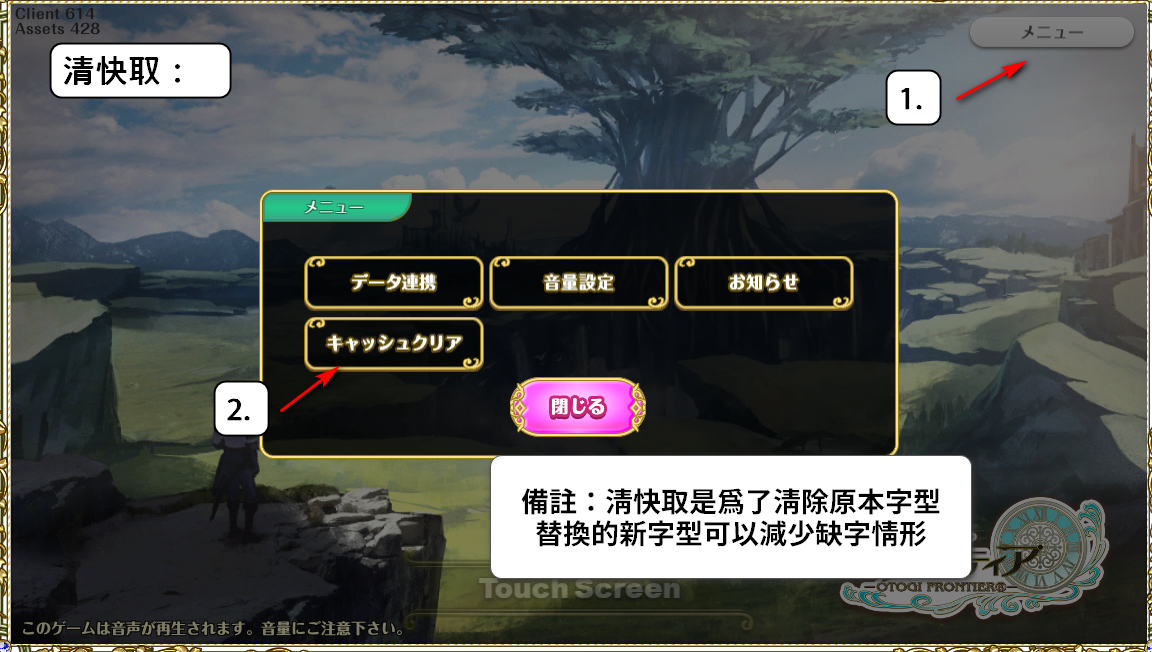 Client 614
Assets 428
メニュー
清快取：
1.
メニュー
データ連携
音量設定
お知らせ
キャッシュクリア
2.
閉じる
備註：清快取是爲了清除原本字型
替換的新字型可以減少缺字情形
ティア
OTOGI FRONTIER®
Touch Screen
このゲームは音声が再生されます。音量にご注意下さい。